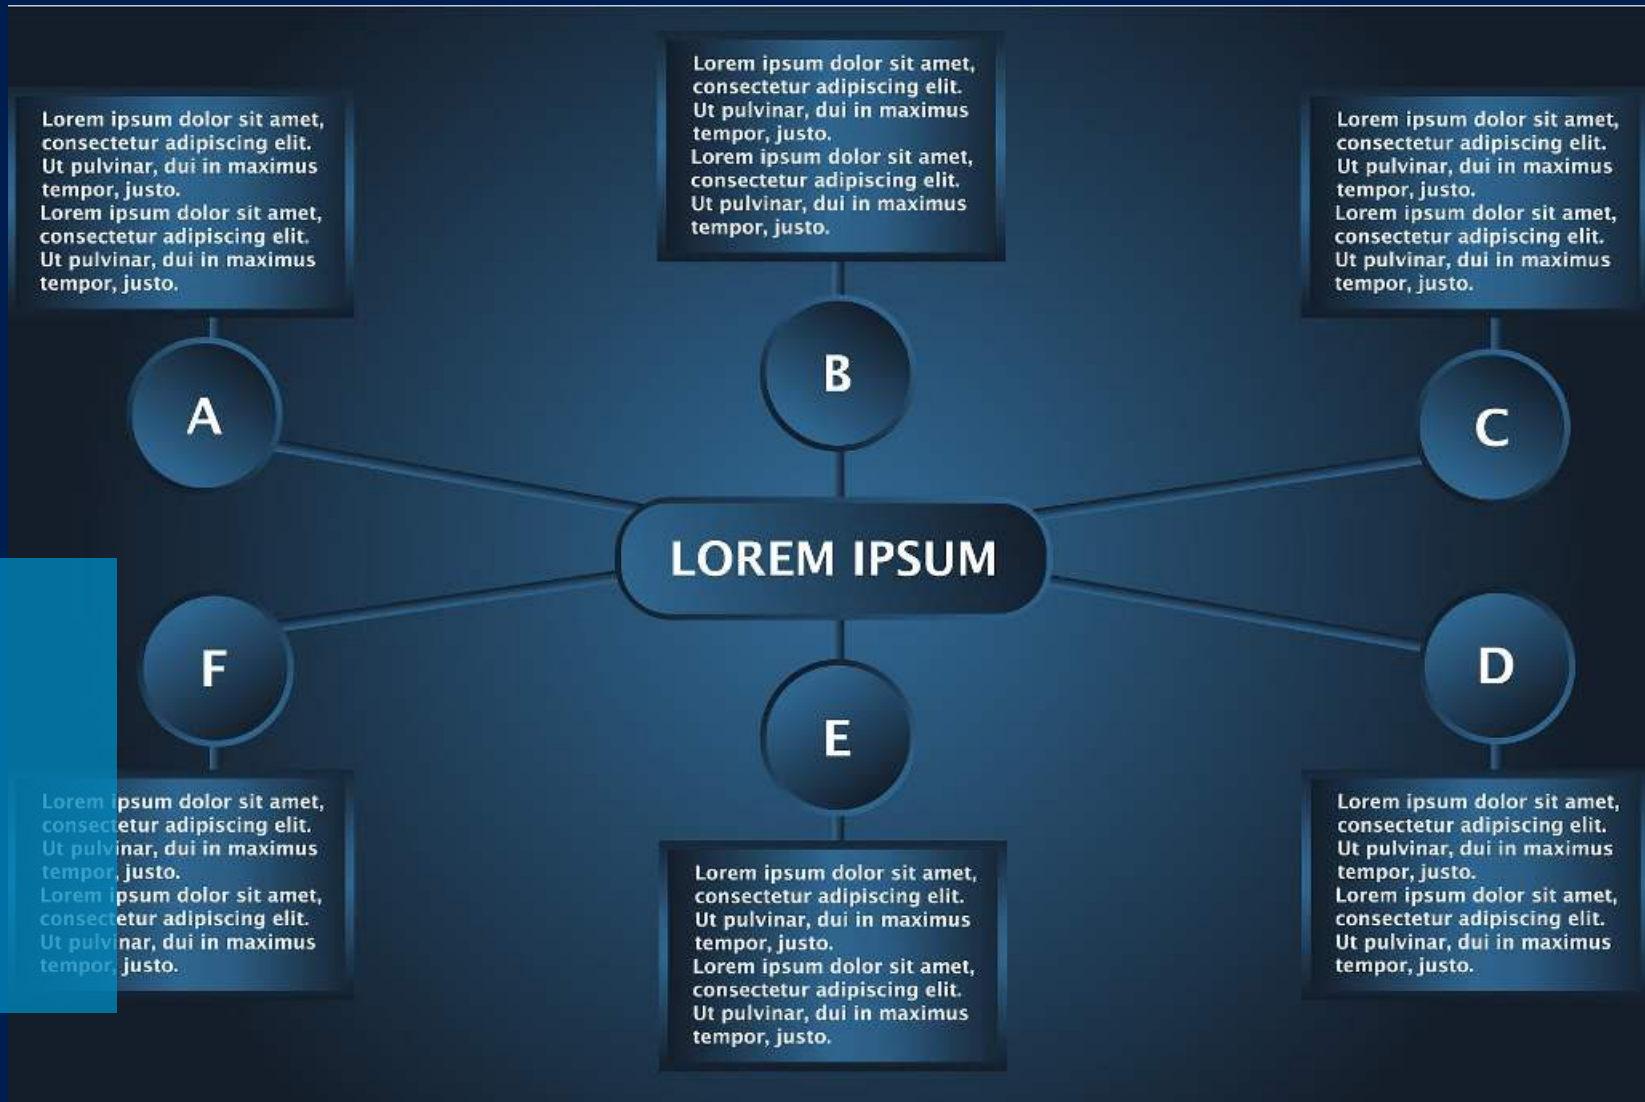 Lorem ipsum dolor sit amet,
consectetur adipiscing elit.
Ut pulvinar, dui in maximus
tempor, justo.
Lorem ipsum dolor sit amet,
consectetur adipiscing elit.
Ut pulvinar, dui in maximus
tempor, justo.
A
Lorem ipsum dolor sit amet,
consectetur adipiscing elit.
Ut pulvinar, dui in maximus
tempor, justo.
Lorem ipsum dolor sit amet,
consectetur adipiscing elit.
Ut pulvinar, dui in maximus
tempor, justo.
B
Lorem ipsum dolor sit amet,
consectetur adipiscing elit.
Ut pulvinar, dui in maximus
tempor, justo.
Lorem ipsum dolor sit amet,
consectetur adipiscing elit.
Ut pulvinar, dui in maximus
tempor, justo.
C
LOREM IPSUM
F
Lorem ipsum dolor sit amet,
consectetur adipiscing elit.
Ut pulvinar, dui in maximus
tempor, justo.
Lorem ipsum dolor sit amet,
consectetur adipiscing elit.
Ut pulvinar, dui in maximus
tempor, justo.
E
Lorem ipsum dolor sit amet,
consectetur adipiscing elit.
Ut pulvinar, dui in maximus
tempor, justo.
Lorem ipsum dolor sit amet,
consectetur adipiscing elit.
Ut pulvinar, dui in maximus
tempor, justo.
D
Lorem ipsum dolor sit amet,
consectetur adipiscing elit.
Ut pulvinar, dui in maximus
tempor, justo.
Lorem ipsum dolor sit amet,
consectetur adipiscing elit.
Ut pulvinar, dui in maximus
tempor, justo.